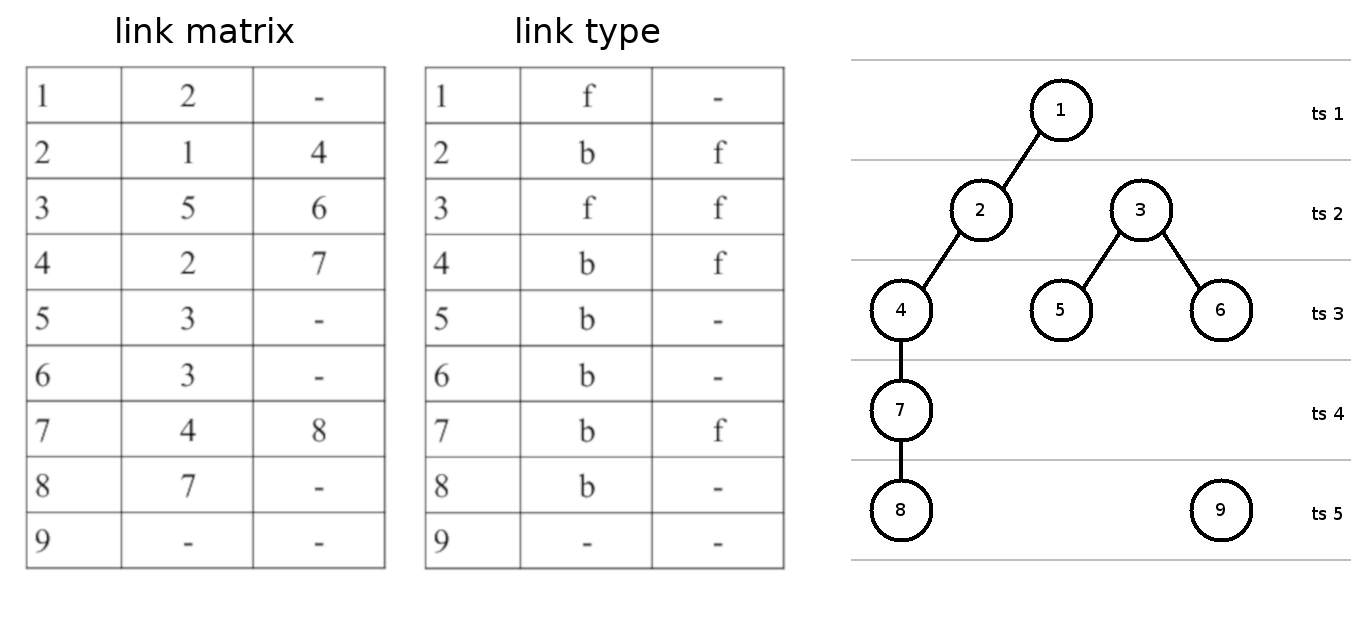 link matrix
1 2 -
2 1 4
3 5 6
4 2 7
5 3 -
6 3 -
7 4 8
8 7 -
9 - -
link type
1 f -
2 b f
3 f f
4 b f
5 b -
6 b -
7 b f
8 b -
9 - -
1 ts 1
2 3 ts 2
4 5 6 ts 3
7 ts 4
8 9 ts 5